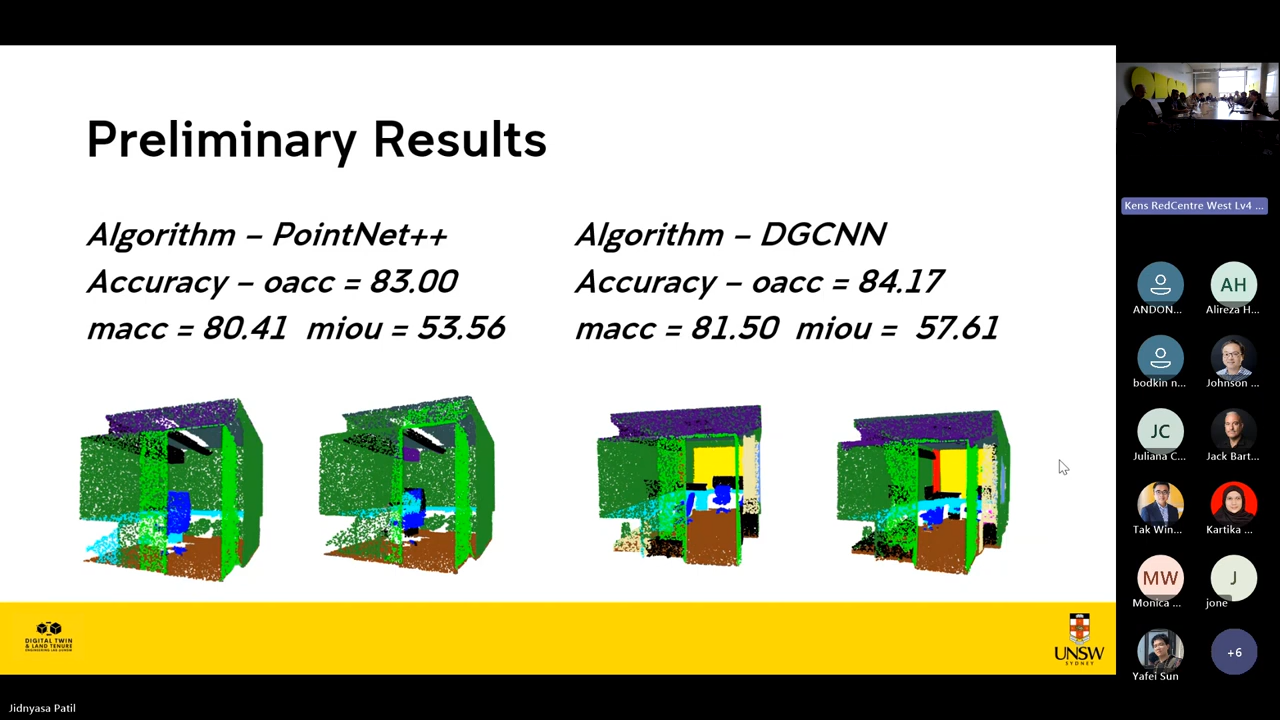 Preliminary Results
Algorithm – PointNet++
Accuracy – oacc = 83.00
macc = 80.41 miou = 53.56
Algorithm – DGCNN
Accuracy – oacc = 84.17
macc = 81.50 miou = 57.61
DIGITAL TWIN
& LAND TENURE
UNSW
SYDNEY
Jidnyasa Patil
Kens RedCentre West Lv4 ...
ANDON...
AH
Alireza H...
bodkin n...
Johnson ...
JC
Juliana C...
Jack Bart...
Tak Win...
Kartika ...
MW
Monica ...
J
jone
Yafei Sun
+6